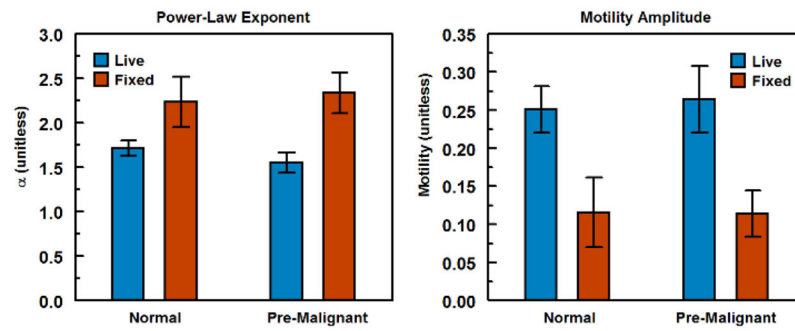 Power-Law Exponent
3.0
2.5
2.0
1.5
1.0
0.5
0.0
α (unitless)
Live
Fixed
Normal
Pre-Malignant
Motility Amplitude
0.35
0.30
0.25
0.20
0.15
0.10
0.05
0.00
Motility (unitless)
Live
Fixed
Normal
Pre-Malignant